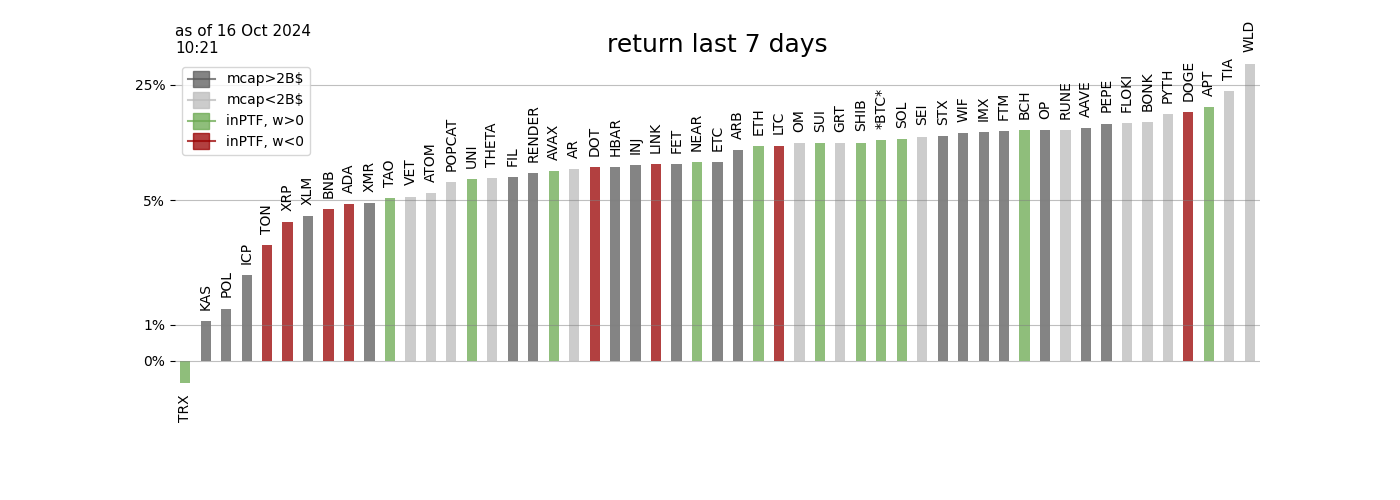 as of 16 Oct 2024
10:21
return last 7 days
mcap>2B$
mcap<2B$
inPTF, w>0
inPTF, w<0
25%
5%
1%
0%
TRX
KAS
POL
ICP
TON
XRP
XLM
BNB
ADA
XMR
TAO
VET
ATOM
POPCAT
UNI
THETA
FIL
RENDER
AVAX
AR
DOT
HBAR
INJ
LINK
FET
NEAR
ETC
ARB
ETH
LTC
OM
SUI
GRT
SHIB
*BTC*
SOL
SEI
STX
WIF
IMX
FTM
BCH
OP
RUNE
AAVE
PEPE
FLOKI
BONK
PYTH
DOGE
APT
TIA
WLD